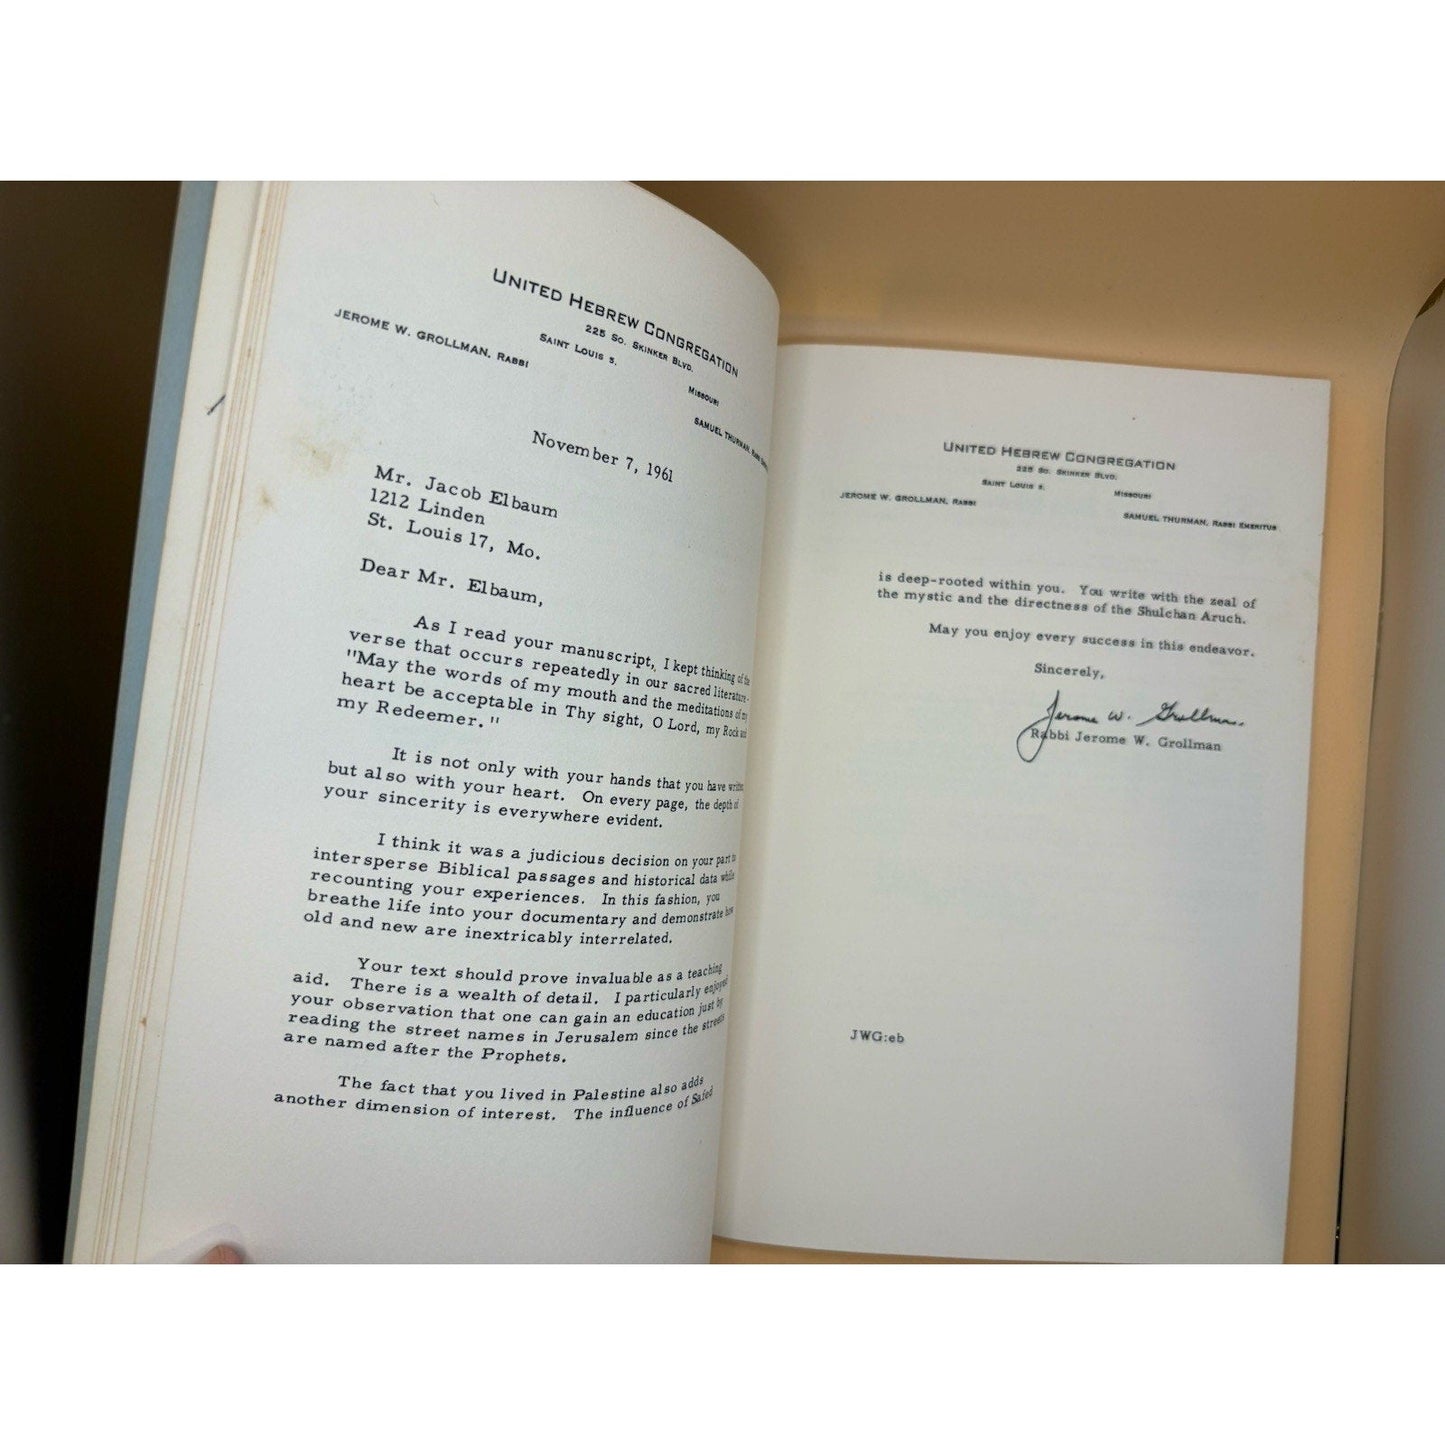 UNITED HEBREW CONGREGATION
225 SO. SKINKER BLVD.
SAINT LOUIS 5, MISSOURI
JEROME W. GROLLMAN, RABBI
SAMUEL THURMAN,
November 7, 1961
Mr. Jacob Elbaum
1212 Linden
St. Louis 17, Mo.
Dear Mr. Elbaum,
As I read your manuscript, I kept thinking of the
verse that occurs repeatedly in our sacred literature -
"May the words of my mouth and the meditations of my
heart be acceptable in Thy sight, O Lord, my Rock and
my Redeemer."
It is not only with your hands that you have written
but also with your heart. On every page, the depth of
your sincerity is everywhere evident.
I think it was a judicious decision on your part to
intersperse Biblical passages and historical data while
recounting your experiences. In this fashion, you
breathe life into your documentary and demonstrate how
old and new are inextricably interrelated.
Your text should prove invaluable as a teaching
aid. There is a wealth of detail. I particularly enjoyed
your observation that one can gain an education just by
reading the street names in Jerusalem since the streets
are named after the Prophets.
The fact that you lived in Palestine also adds
another dimension of interest. The influence of Safed
UNITED HEBREW CONGREGATION
225 SO. SKINKER BLVD.
SAINT LOUIS 5, MISSOURI
JEROME W. GROLLMAN, RABBI
SAMUEL THURMAN, RABBI EMERITUS
is deep-rooted within you. You write with the zeal of
the mystic and the directness of the Shulchan Aruch.
May you enjoy every success in this endeavor.
Sincerely,
Jerome W. Grollman
Rabbi Jerome W. Grollman
JWG:eb